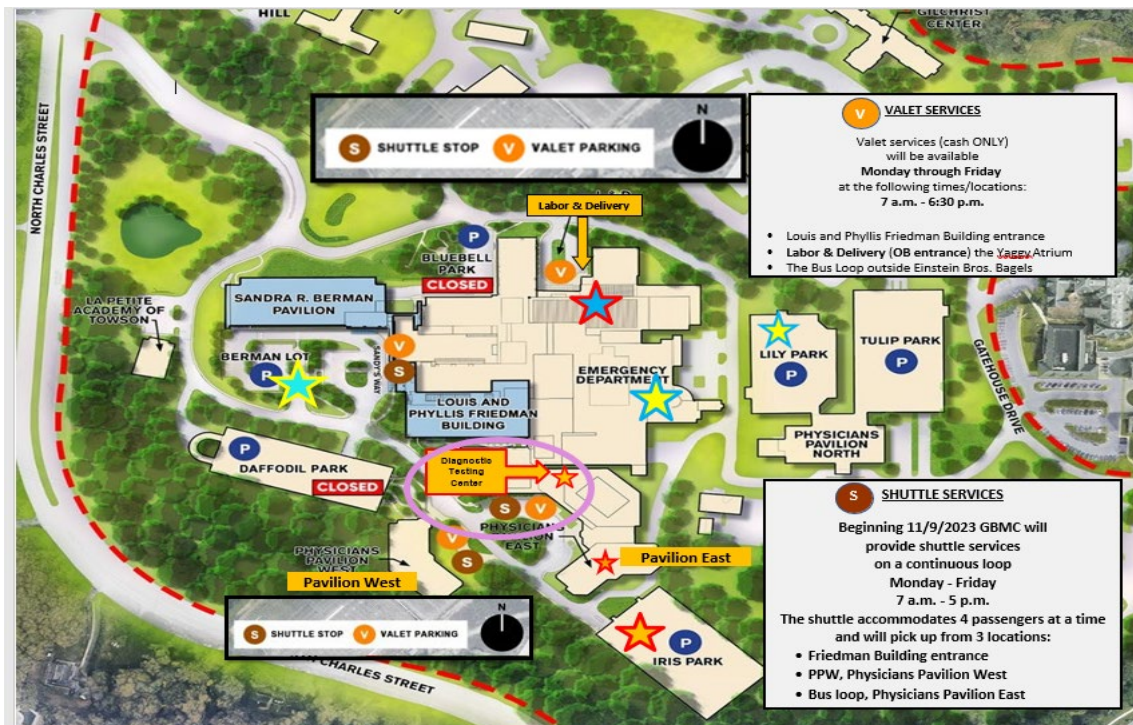 HILL
GILCHRIST
CENTER
N
S SHUTTLE STOP V VALET PARKING
V VALET SERVICES
Valet services (cash ONLY)
will be available
Monday through Friday
at the following times/locations:
7 a.m. - 6:30 p.m.
• Louis and Phyllis Friedman Building entrance
• Labor & Delivery (OB entrance) the Yaggy Atrium
• The Bus Loop outside Einstein Bros. Bagels
NORTH CHARLES STREET
Labor & Delivery
P
BLUEBELL
PARK
CLOSED
V
SANDRA R. BERMAN
PAVILION
LA PETITE
ACADEMY OF
TOWSON
BERMAN LOT
P
SANDY'S WAY
V
S
LOUIS AND
PHYLLIS FRIEDMAN
BUILDING
EMERGENCY
DEPARTMENT
LILY PARK
P
TULIP PARK
P
GATEHOUSE DRIVE
PHYSICIANS
PAVILION
NORTH
P
DAFFODIL PARK
CLOSED
Diagnostic
Testing
Center
S V
PHYSICIANS
EAST
Pavilion East
V
S
PHYSICIANS
PAVILION
Pavilion West
N
S SHUTTLE STOP V VALET PARKING
CHARLES STREET
P
IRIS PARK
S SHUTTLE SERVICES
Beginning 11/9/2023 GBMC will
provide shuttle services
on a continuous loop
Monday - Friday
7 a.m. - 5 p.m.
The shuttle accommodates 4 passengers at a time
and will pick up from 3 locations:
• Friedman Building entrance
• PPW, Physicians Pavilion West
• Bus loop, Physicians Pavilion East